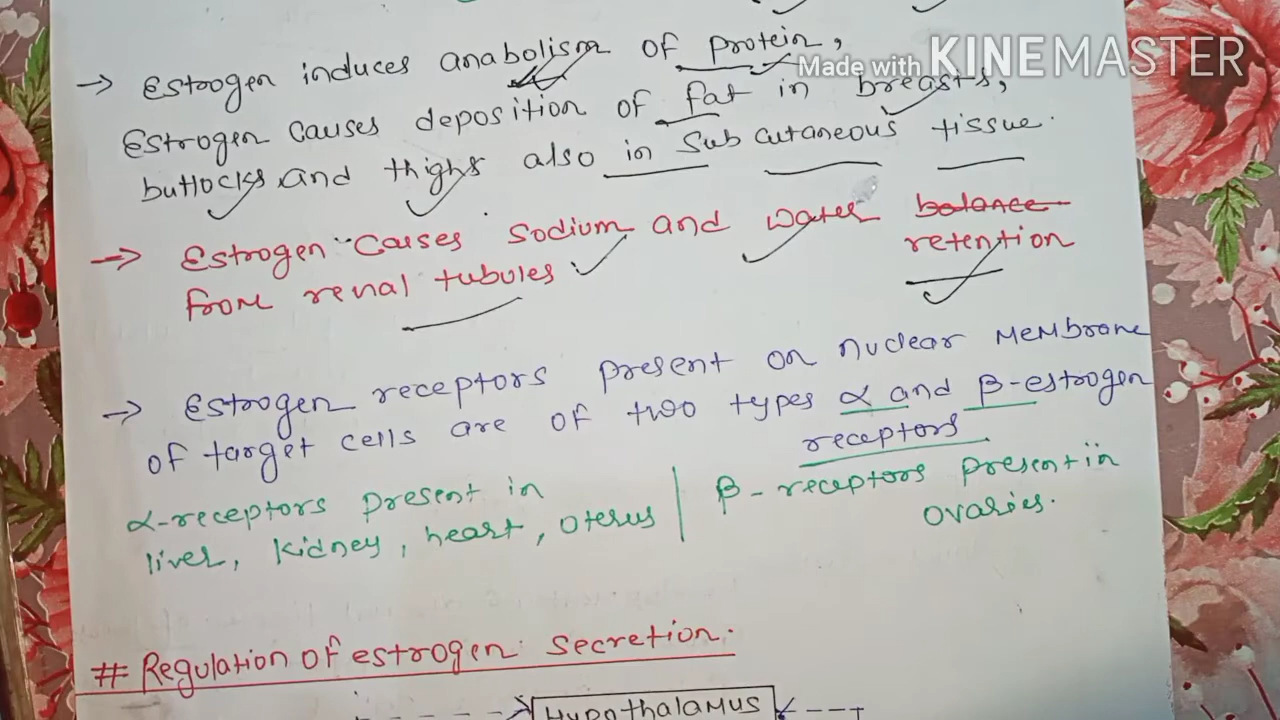 Made with KINEMASTER
→ Estrogen induces anabolism of protein,
Estrogen causes deposition of fat in breasts,
buttocks and thighs also in subcutaneous tissue.
→ Estrogen causes sodium and water balance
retention
from renal tubules
→ Estrogen receptors present on nuclear membrane
of target cells are of two types α and β-estrogen
receptors
α-receptors present in
liver, kidney, heart, uterus
β-receptors present in
ovaries.
# Regulation of estrogen secretion.
Hypothalamus